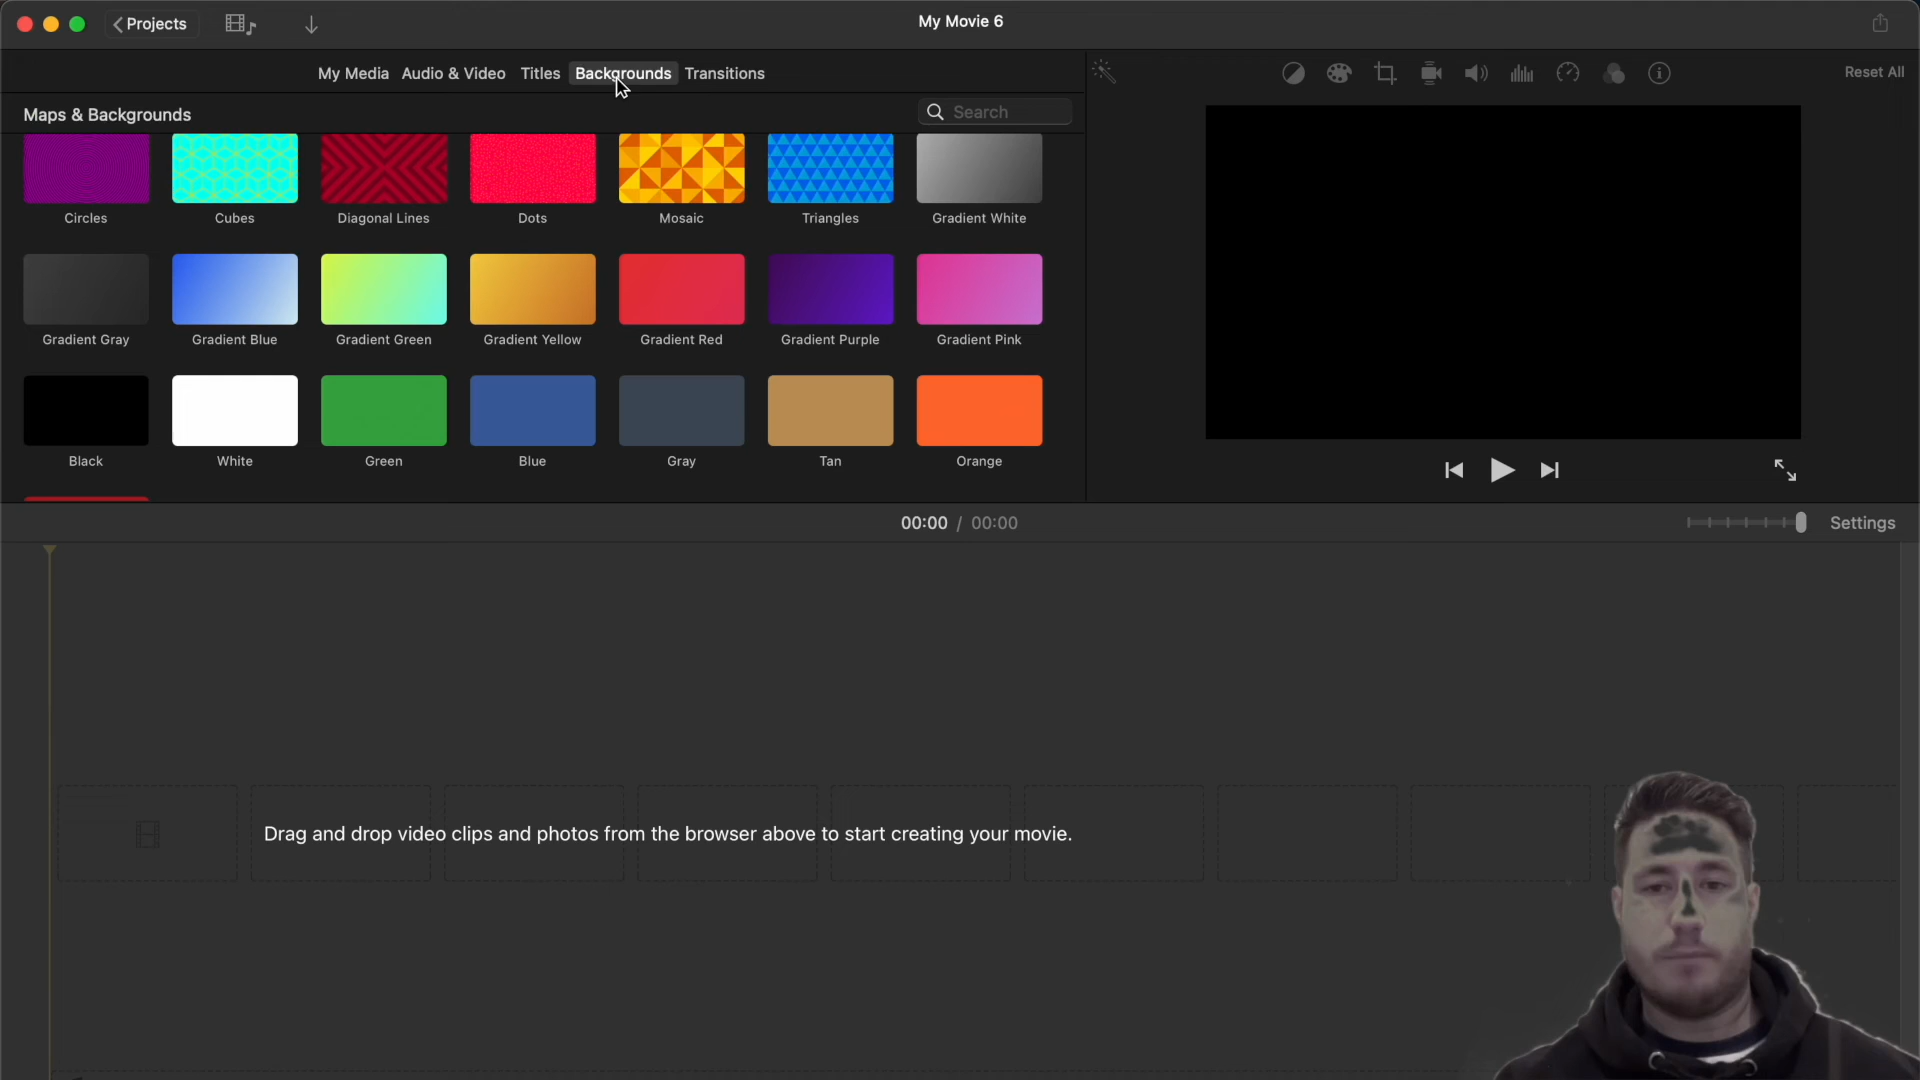 Projects
My Movie 6
My Media Audio & Video Titles Backgrounds Transitions
Reset All
Maps & Backgrounds
Search
Circles Cubes Diagonal Lines Dots Mosaic Triangles Gradient White
Gradient Gray Gradient Blue Gradient Green Gradient Yellow Gradient Red Gradient Purple Gradient Pink
Black White Green Blue Gray Tan Orange
00:00 / 00:00
Settings
Drag and drop video clips and photos from the browser above to start creating your movie.